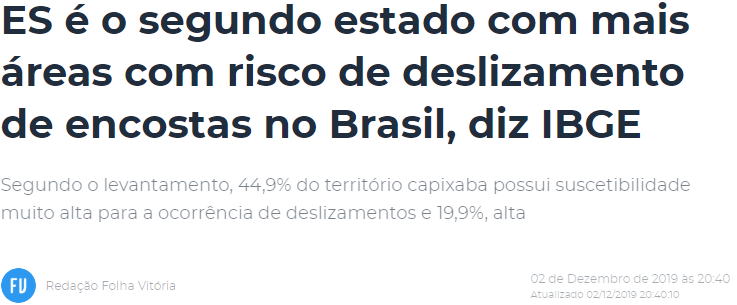 ES é o segundo estado com mais
áreas com risco de deslizamento
de encostas no Brasil, diz IBGE
Segundo o levantamento, 44,9% do território capixaba possui suscetibilidade
muito alta para a ocorrência de deslizamentos e 19,9%, alta
FV
Redação Folha Vitória
02 de Dezembro de 2019 às 20:40
Atualizado 02/12/2019 20:40:10